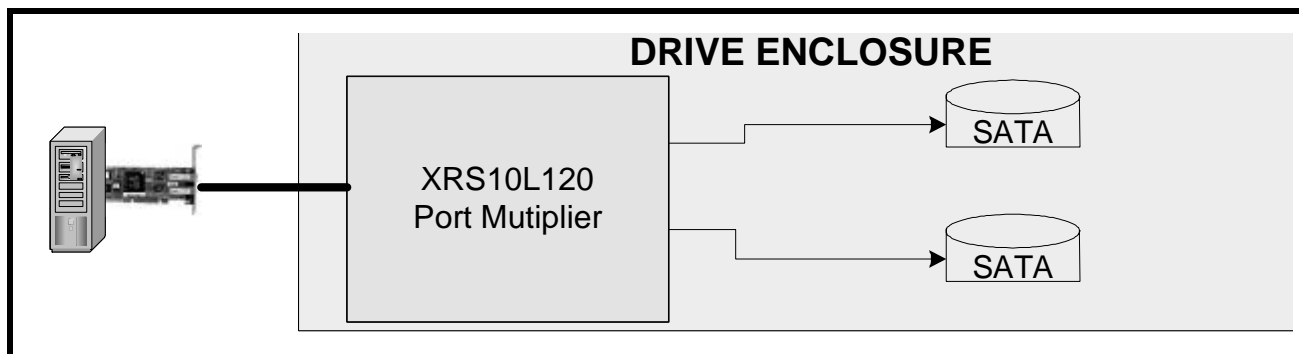 DRIVE ENCLOSURE
XRS10L120
Port Mutiplier
SATA
SATA